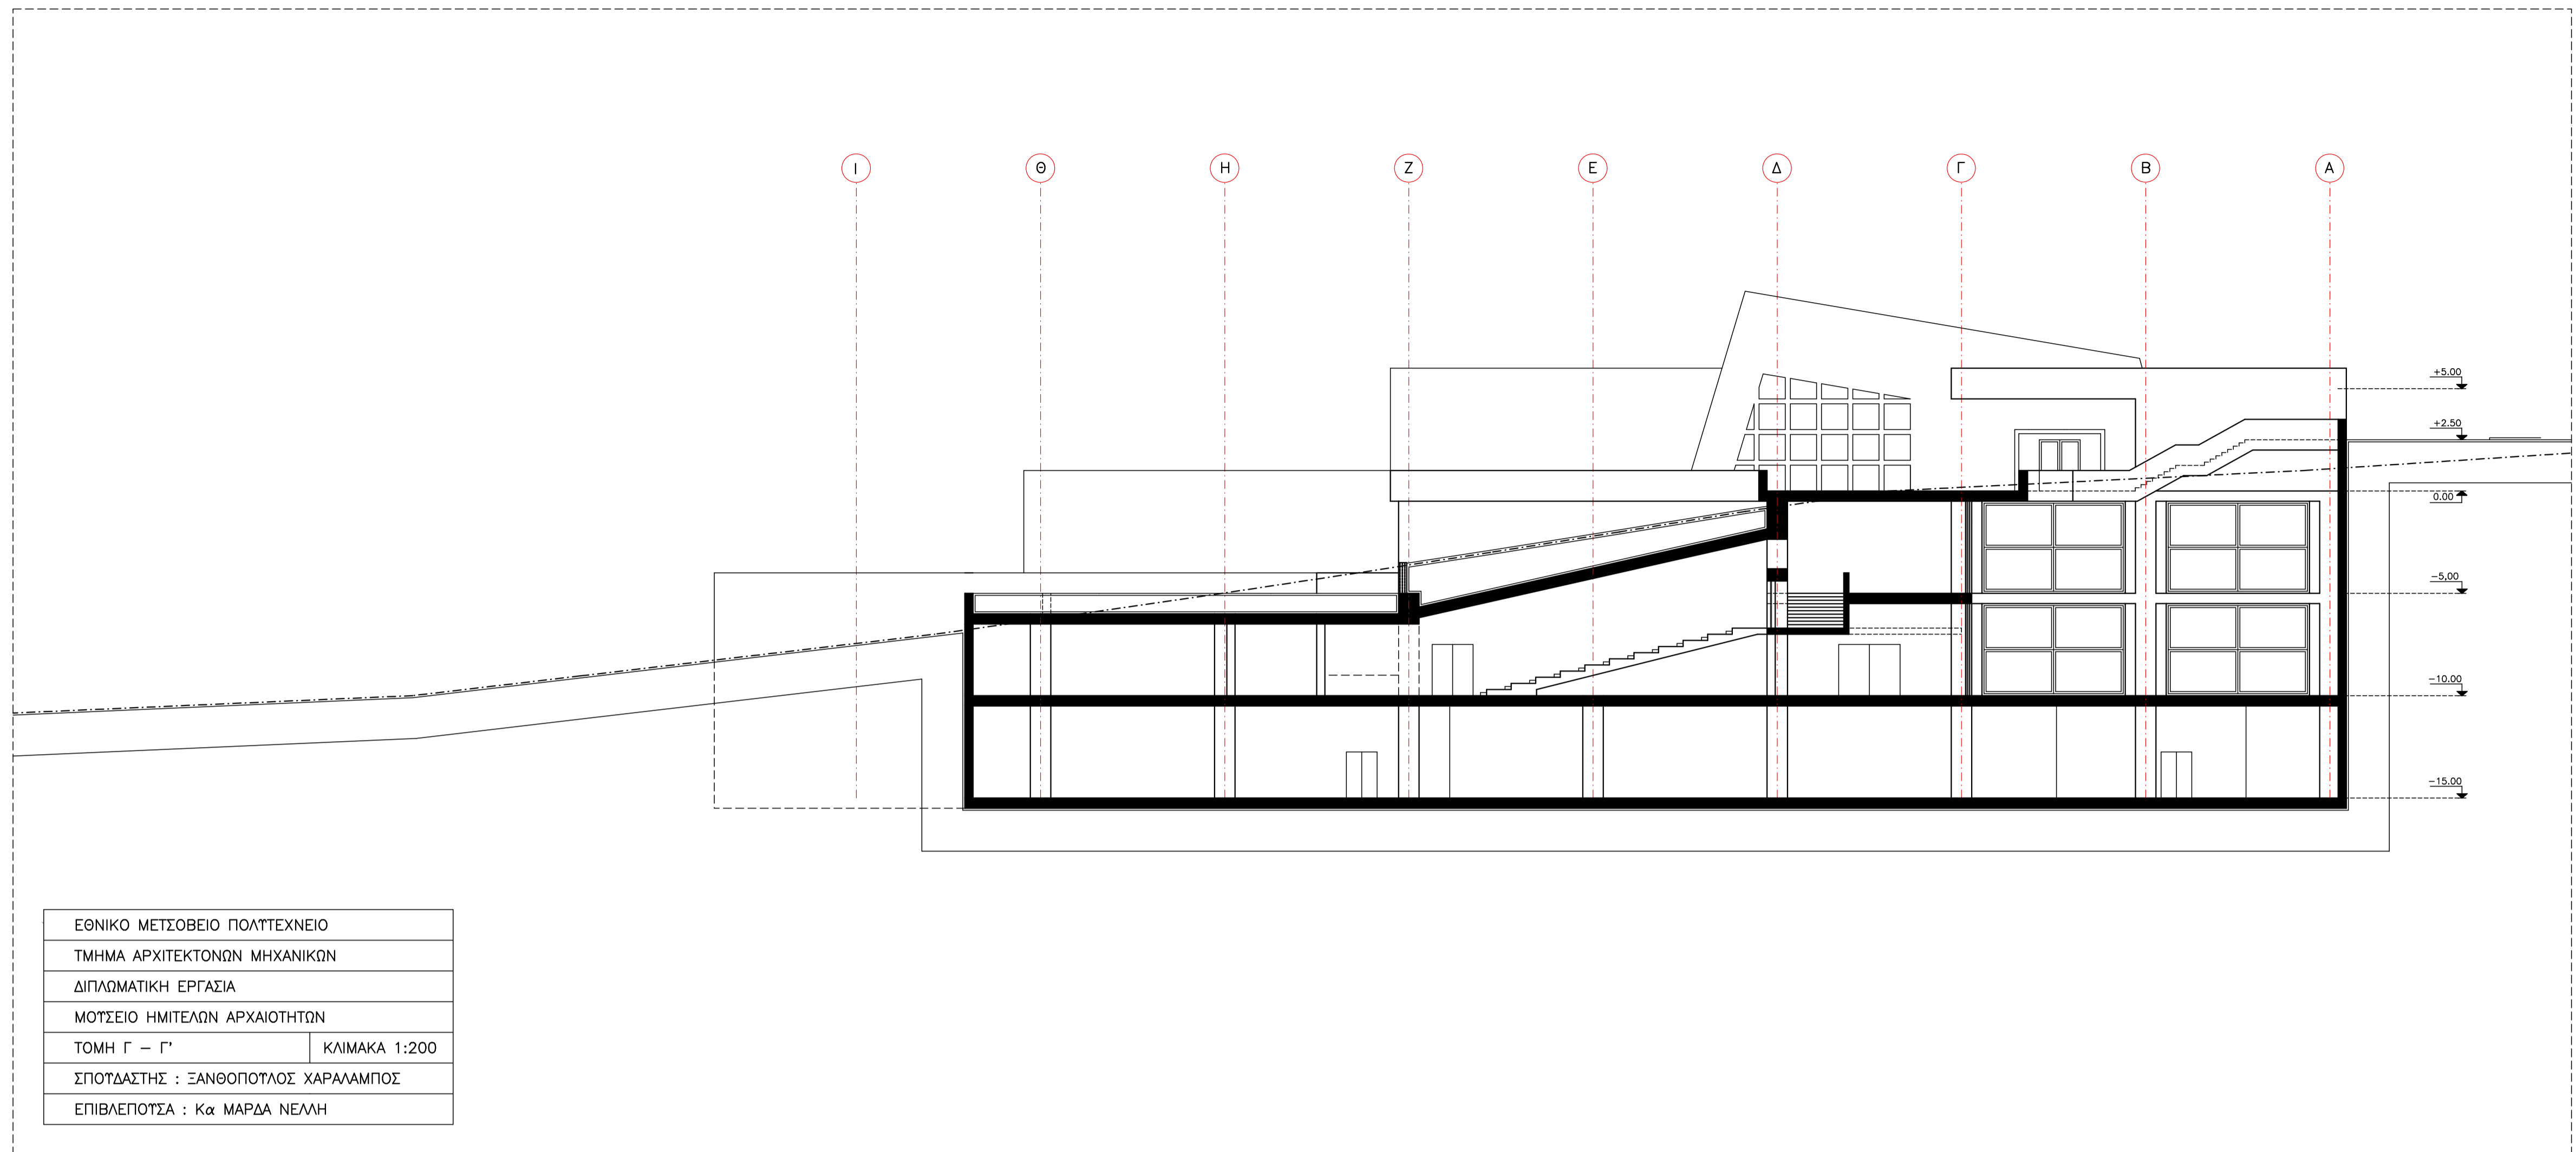 Ι Θ Η Ζ Ε Δ Γ Β Α
+5.00
+2.50
0.00
-5.00
-10.00
-15.00
ΕΘΝΙΚΟ ΜΕΤΣΟΒΕΙΟ ΠΟΛΥΤΕΧΝΕΙΟ
ΤΜΗΜΑ ΑΡΧΙΤΕΚΤΟΝΩΝ ΜΗΧΑΝΙΚΩΝ
ΔΙΠΛΩΜΑΤΙΚΗ ΕΡΓΑΣΙΑ
ΜΟΥΣΕΙΟ ΗΜΙΤΕΛΩΝ ΑΡΧΑΙΟΤΗΤΩΝ
ΤΟΜΗ Γ – Γ' ΚΛΙΜΑΚΑ 1:200
ΣΠΟΥΔΑΣΤΗΣ : ΞΑΝΘΟΠΟΥΛΟΣ ΧΑΡΑΛΑΜΠΟΣ
ΕΠΙΒΛΕΠΟΥΣΑ : Κα ΜΑΡΔΑ ΝΕΛΛΗ